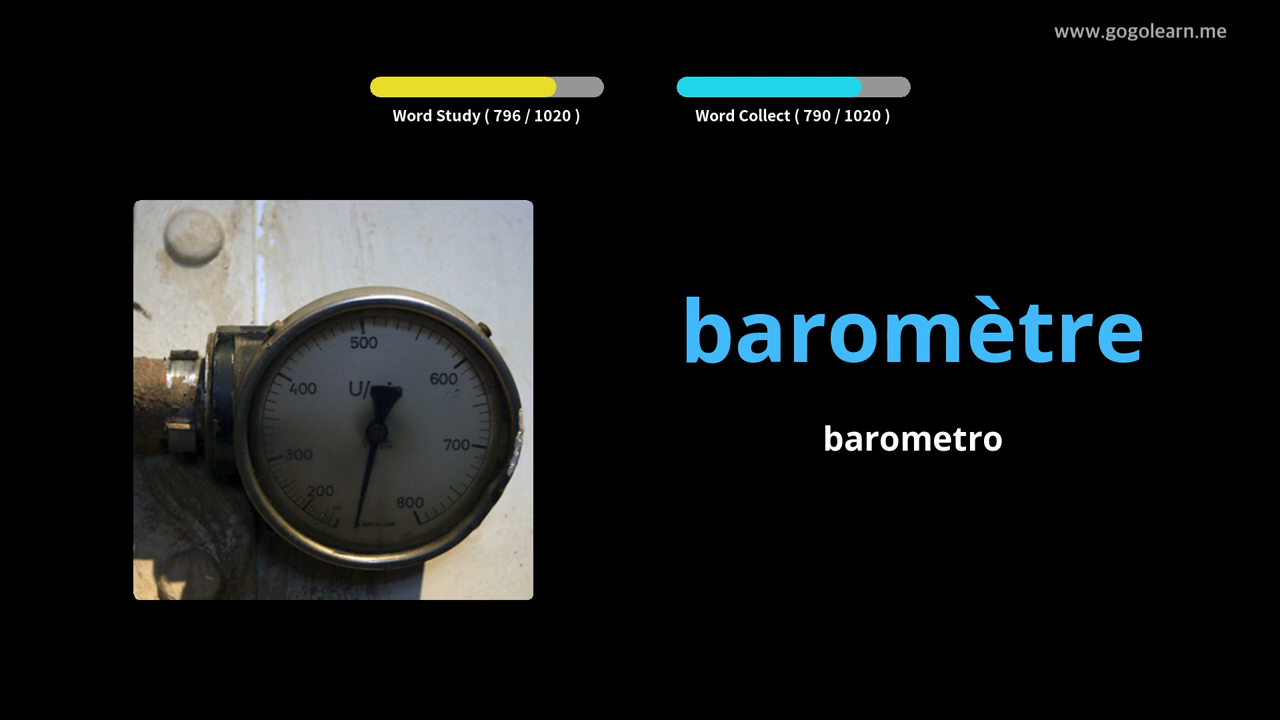 www.gogolearn.me
Word Study ( 796 / 1020 )
Word Collect ( 790 / 1020 )
500
400
600
300
700
200
800
baromètre
barometro